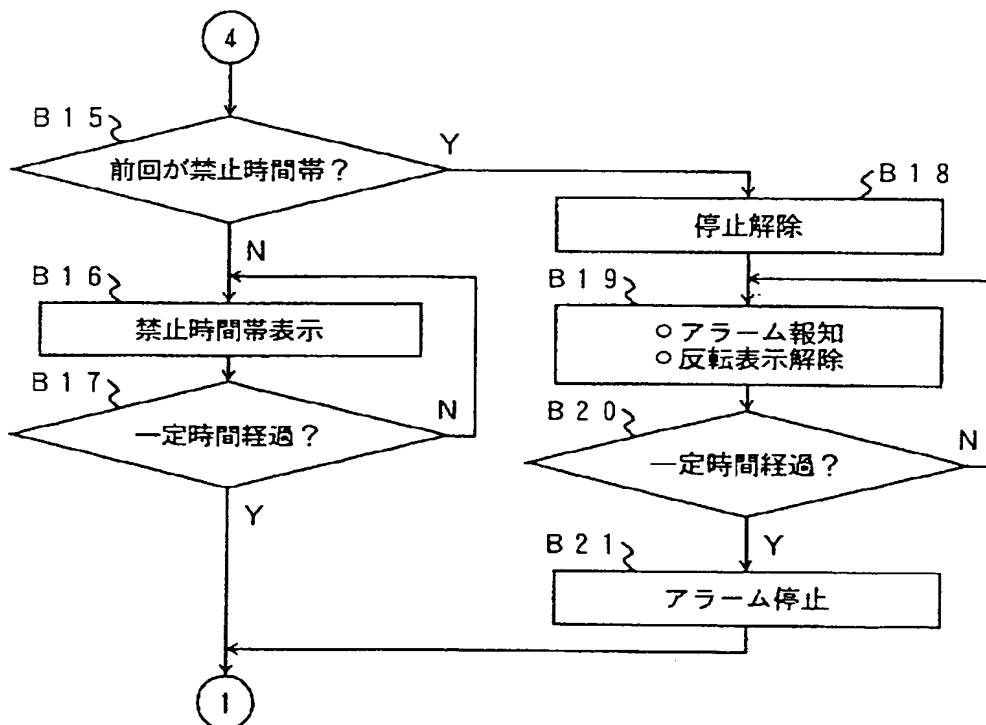 4
B15
前回が禁止時間帯?
Y
B18
停止解除
N
B16
禁止時間帯表示
B19
○アラーム報知
○反転表示解除
B17
一定時間経過?
N
B20
一定時間経過?
N
Y
Y
B21
アラーム停止
1